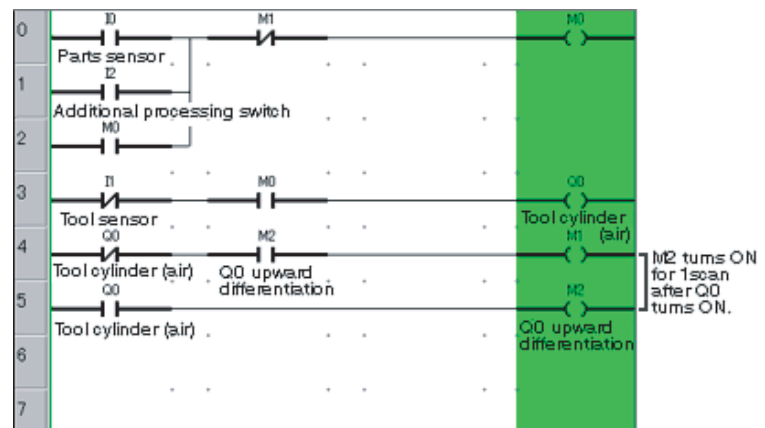 0
I0
M1
M0
Parts sensor
1
I2
Additional processing switch
2
M0
3
I1
M0
Q0
Tool sensor
Tool cylinder
(air)
4
Q0
M2
M1
Tool cylinder (air)
Q0 upward
differentiation
5
Q0
M2
Tool cylinder (air)
Q0 upward
differentiation
M2 turns ON
for 1scan
after Q0
turns ON.
6
7